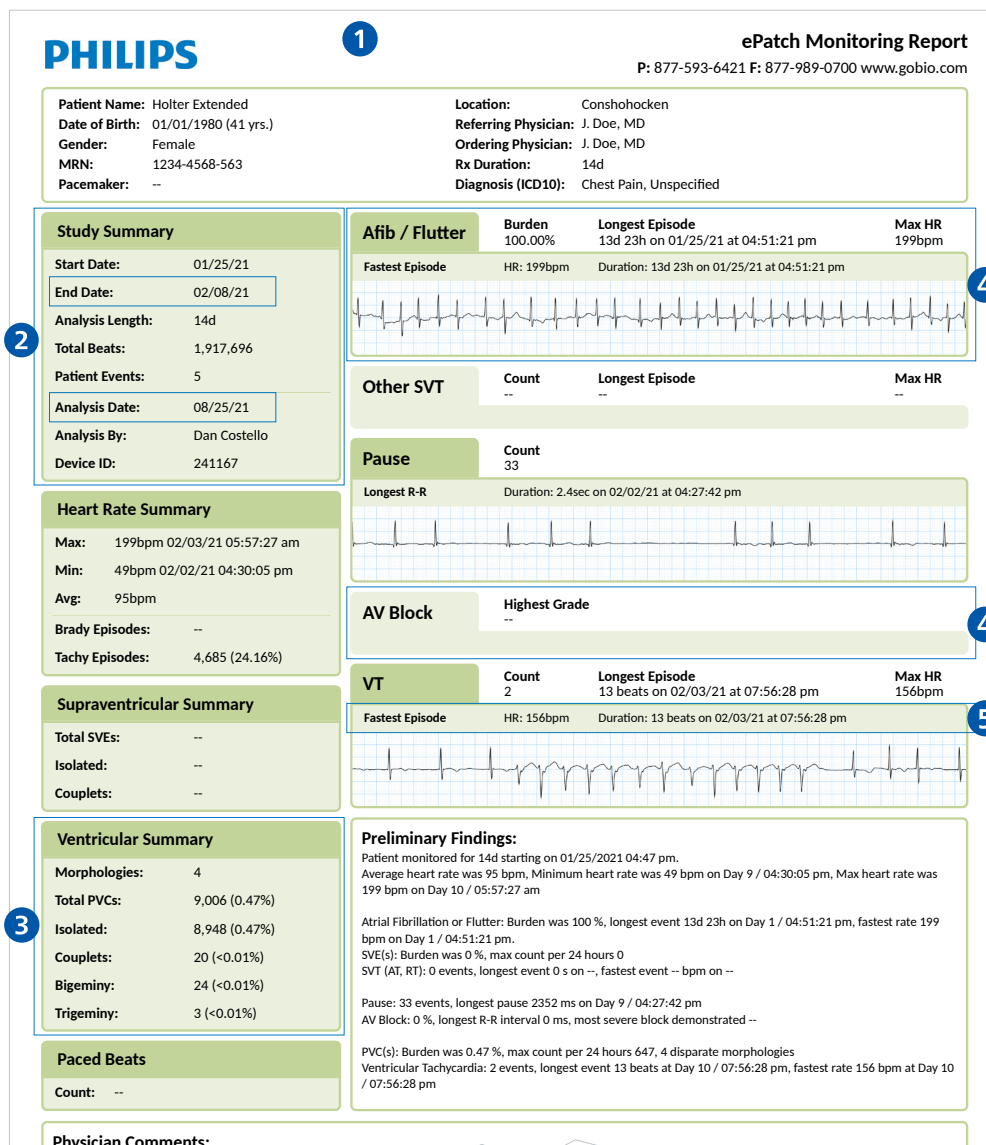 1
PHILIPS
ePatch Monitoring Report
P: 877-593-6421 F: 877-989-0700 www.gobio.com
Patient Name: Holter Extended
Date of Birth: 01/01/1980 (41 yrs.)
Gender: Female
MRN: 1234-4568-563
Pacemaker: --
Location: Conshohocken
Referring Physician: J. Doe, MD
Ordering Physician: J. Doe, MD
Rx Duration: 14d
Diagnosis (ICD10): Chest Pain, Unspecified
2
Study Summary
Start Date: 01/25/21
End Date: 02/08/21
Analysis Length: 14d
Total Beats: 1,917,696
Patient Events: 5
Analysis Date: 08/25/21
Analysis By: Dan Costello
Device ID: 241167
Heart Rate Summary
Max: 199bpm 02/03/21 05:57:27 am
Min: 49bpm 02/02/21 04:30:05 pm
Avg: 95bpm
Brady Episodes: --
Tachy Episodes: 4,685 (24.16%)
Supraventricular Summary
Total SVEs: --
Isolated: --
Couplets: --
3
Ventricular Summary
Morphologies: 4
Total PVCs: 9,006 (0.47%)
Isolated: 8,948 (0.47%)
Couplets: 20 (<0.01%)
Bigeminy: 24 (<0.01%)
Trigeminy: 3 (<0.01%)
Paced Beats
Count: --
Afib / Flutter
Burden Longest Episode Max HR
100.00% 13d 23h on 01/25/21 at 04:51:21 pm 199bpm
Fastest Episode HR: 199bpm Duration: 13d 23h on 01/25/21 at 04:51:21 pm
4
Other SVT
Count Longest Episode Max HR
-- -- --
Pause
Count
33
Longest R-R Duration: 2.4sec on 02/02/21 at 04:27:42 pm
AV Block
Highest Grade
--
4
VT
Count Longest Episode Max HR
2 13 beats on 02/03/21 at 07:56:28 pm 156bpm
Fastest Episode HR: 156bpm Duration: 13 beats on 02/03/21 at 07:56:28 pm
5
Preliminary Findings:
Patient monitored for 14d starting on 01/25/2021 04:47 pm.
Average heart rate was 95 bpm, Minimum heart rate was 49 bpm on Day 9 / 04:30:05 pm, Max heart rate was
199 bpm on Day 10 / 05:57:27 am
Atrial Fibrillation or Flutter: Burden was 100 %, longest event 13d 23h on Day 1 / 04:51:21 pm, fastest rate 199
bpm on Day 1 / 04:51:21 pm.
SVE(s): Burden was 0 %, max count per 24 hours 0
SVT (AT, RT): 0 events, longest event 0 s on --, fastest event -- bpm on --
Pause: 33 events, longest pause 2352 ms on Day 9 / 04:27:42 pm
AV Block: 0 %, longest R-R interval 0 ms, most severe block demonstrated --
PVC(s): Burden was 0.47 %, max count per 24 hours 647, 4 disparate morphologies
Ventricular Tachycardia: 2 events, longest event 13 beats at Day 10 / 07:56:28 pm, fastest rate 156 bpm at Day 10
/ 07:56:28 pm
Physician Comments: